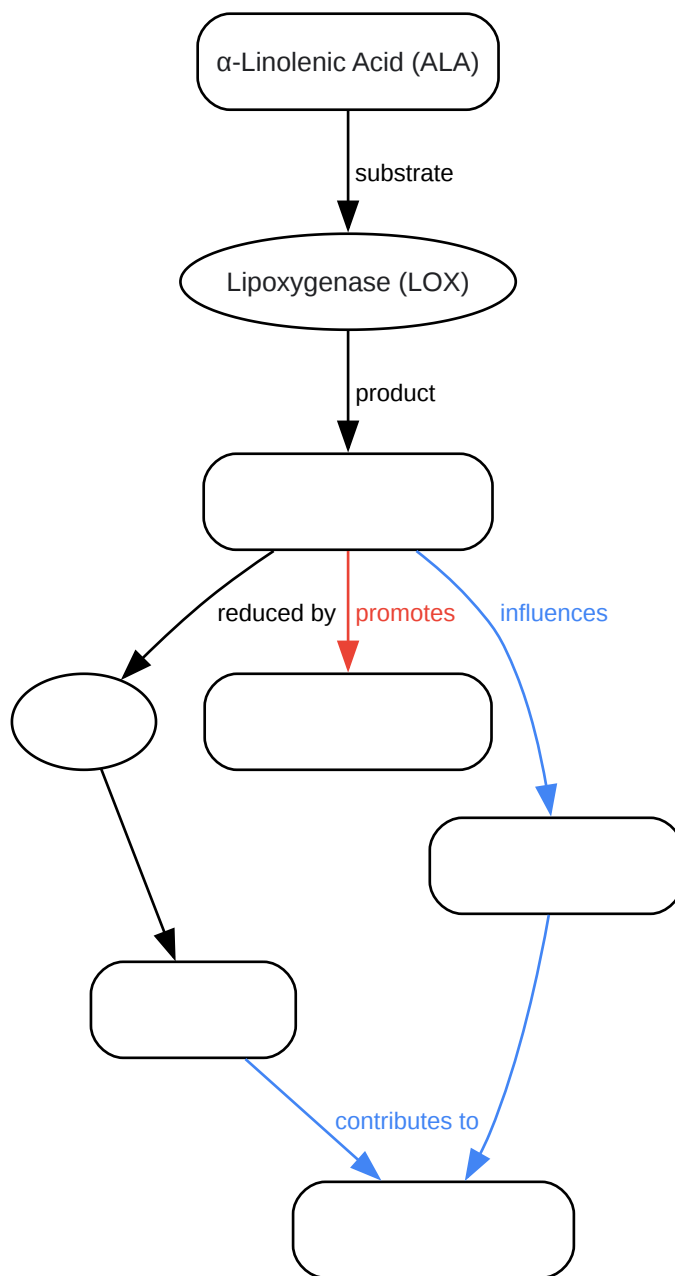 α-Linolenic Acid (ALA)
substrate
Lipoxygenase (LOX)
product
reduced by
promotes
influences
contributes to